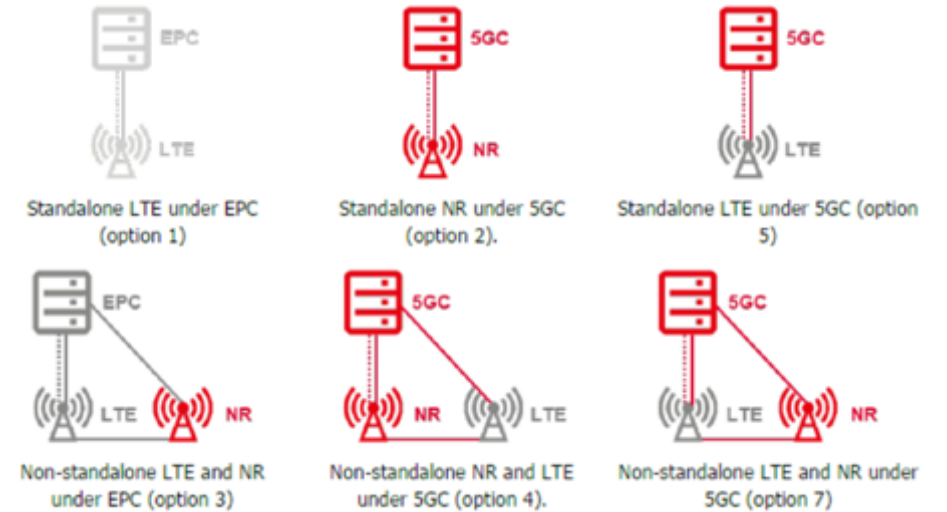 EPC
LTE
Standalone LTE under EPC
(option 1)
5GC
NR
Standalone NR under 5GC
(option 2).
5GC
LTE
Standalone LTE under 5GC (option
5)
EPC
LTE
NR
Non-standalone LTE and NR
under EPC (option 3)
5GC
NR
LTE
Non-standalone NR and LTE
under 5GC (option 4).
5GC
LTE
NR
Non-standalone LTE and NR under
5GC (option 7)